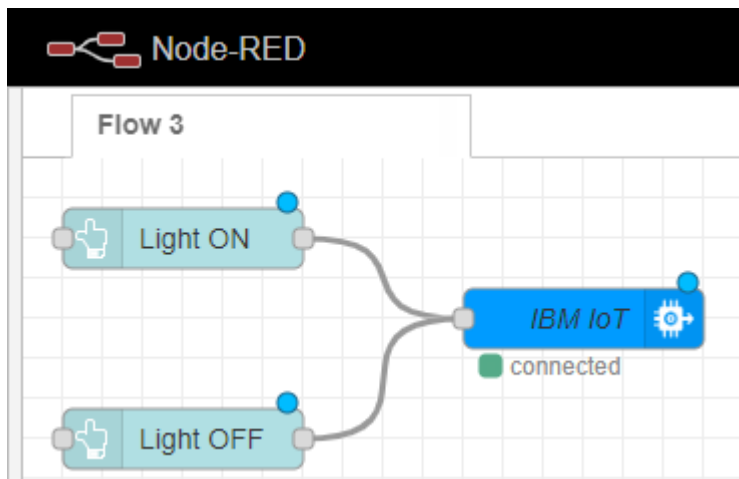 Node-RED
Flow 3
Light ON
IBM IoT
connected
Light OFF